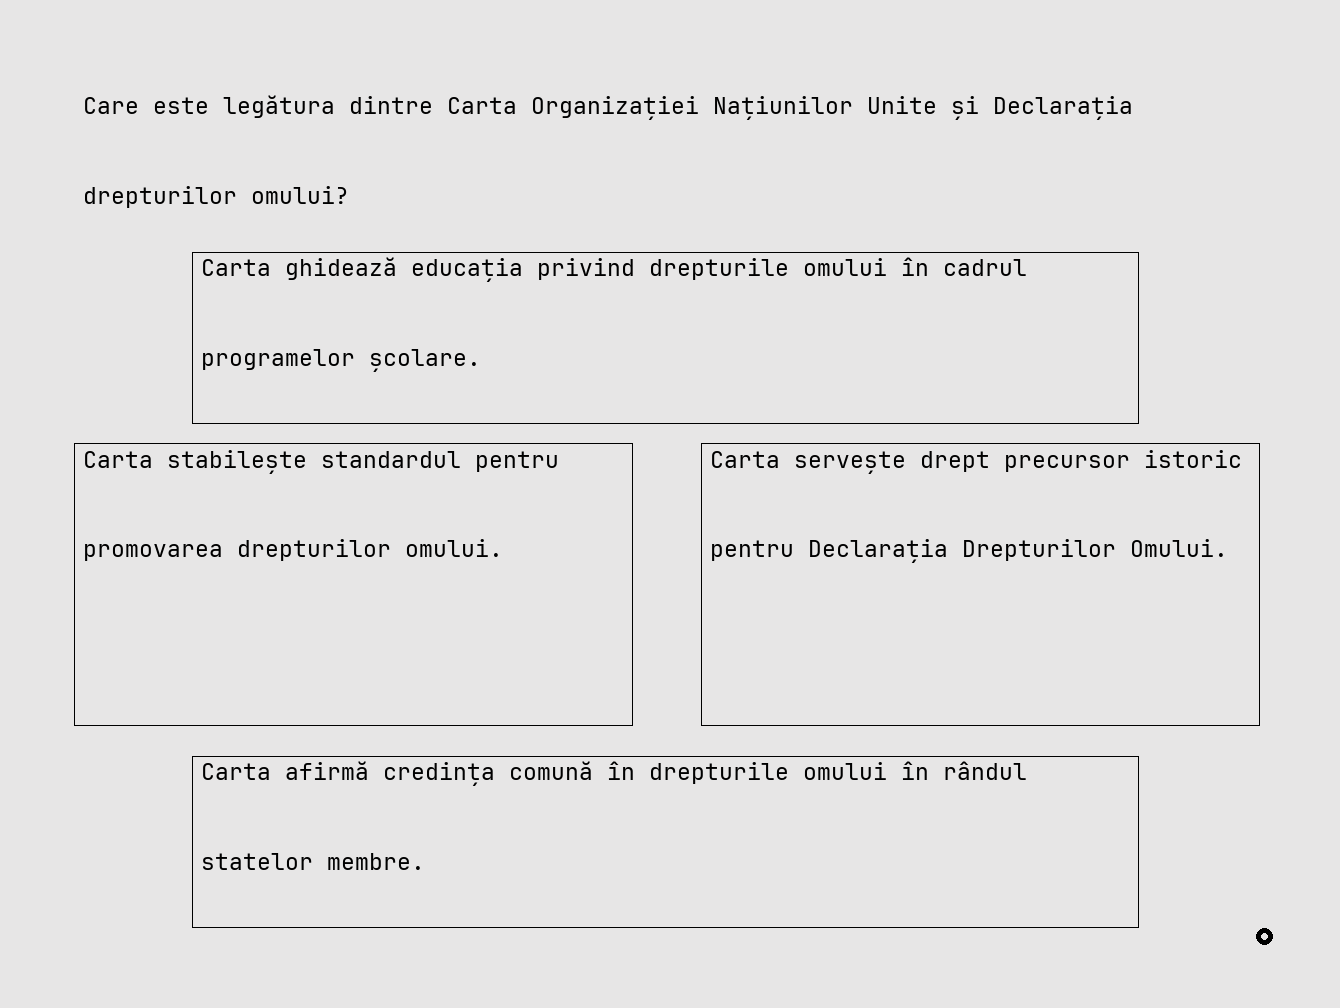 Care este legătura dintre Carta Organizației Națiunilor Unite și Declarația
drepturilor omului?
Carta ghidează educația privind drepturile omului în cadrul
programelor școlare.
Carta stabilește standardul pentru
promovarea drepturilor omului.
Carta servește drept precursor istoric
pentru Declarația Drepturilor Omului.
Carta afirmă credința comună în drepturile omului în rândul
statelor membre.